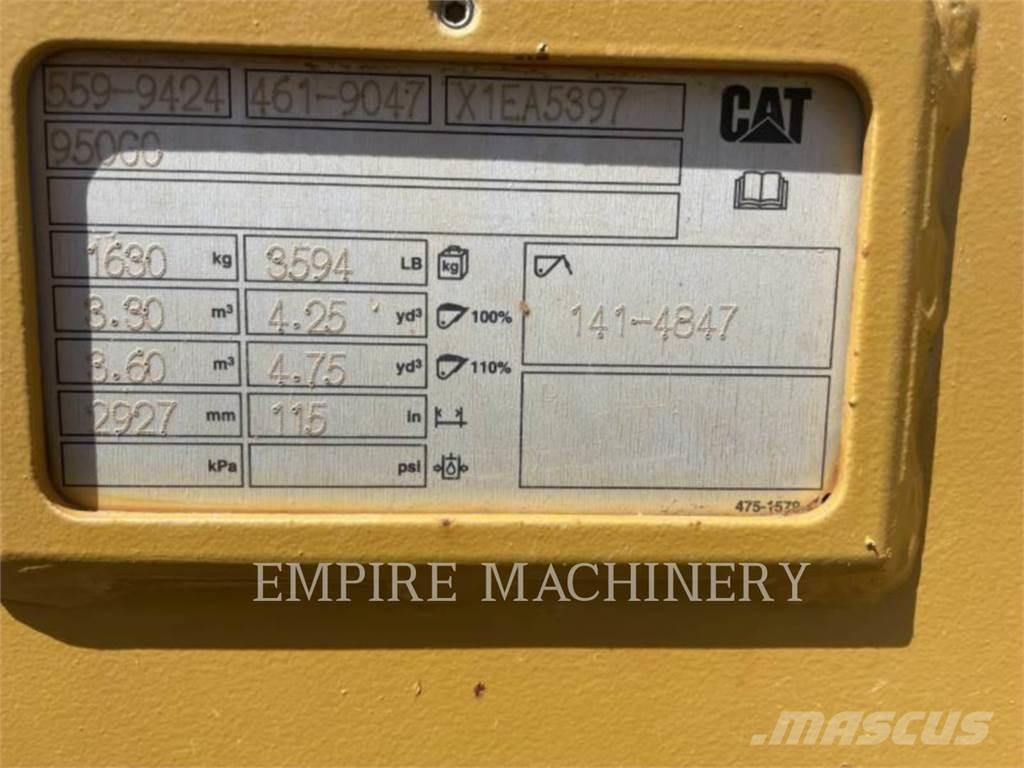 559-9424 461-9047 X1EA5397 CAT
950GC
1630 kg 3594 LB kg
3.30 m³ 4.25 yd³ 100%
141-4847
3.60 m³ 4.75 yd³ 110%
2927 mm 115 in
kPa psi
475-1579
EMPIRE MACHINERY
MASCUS